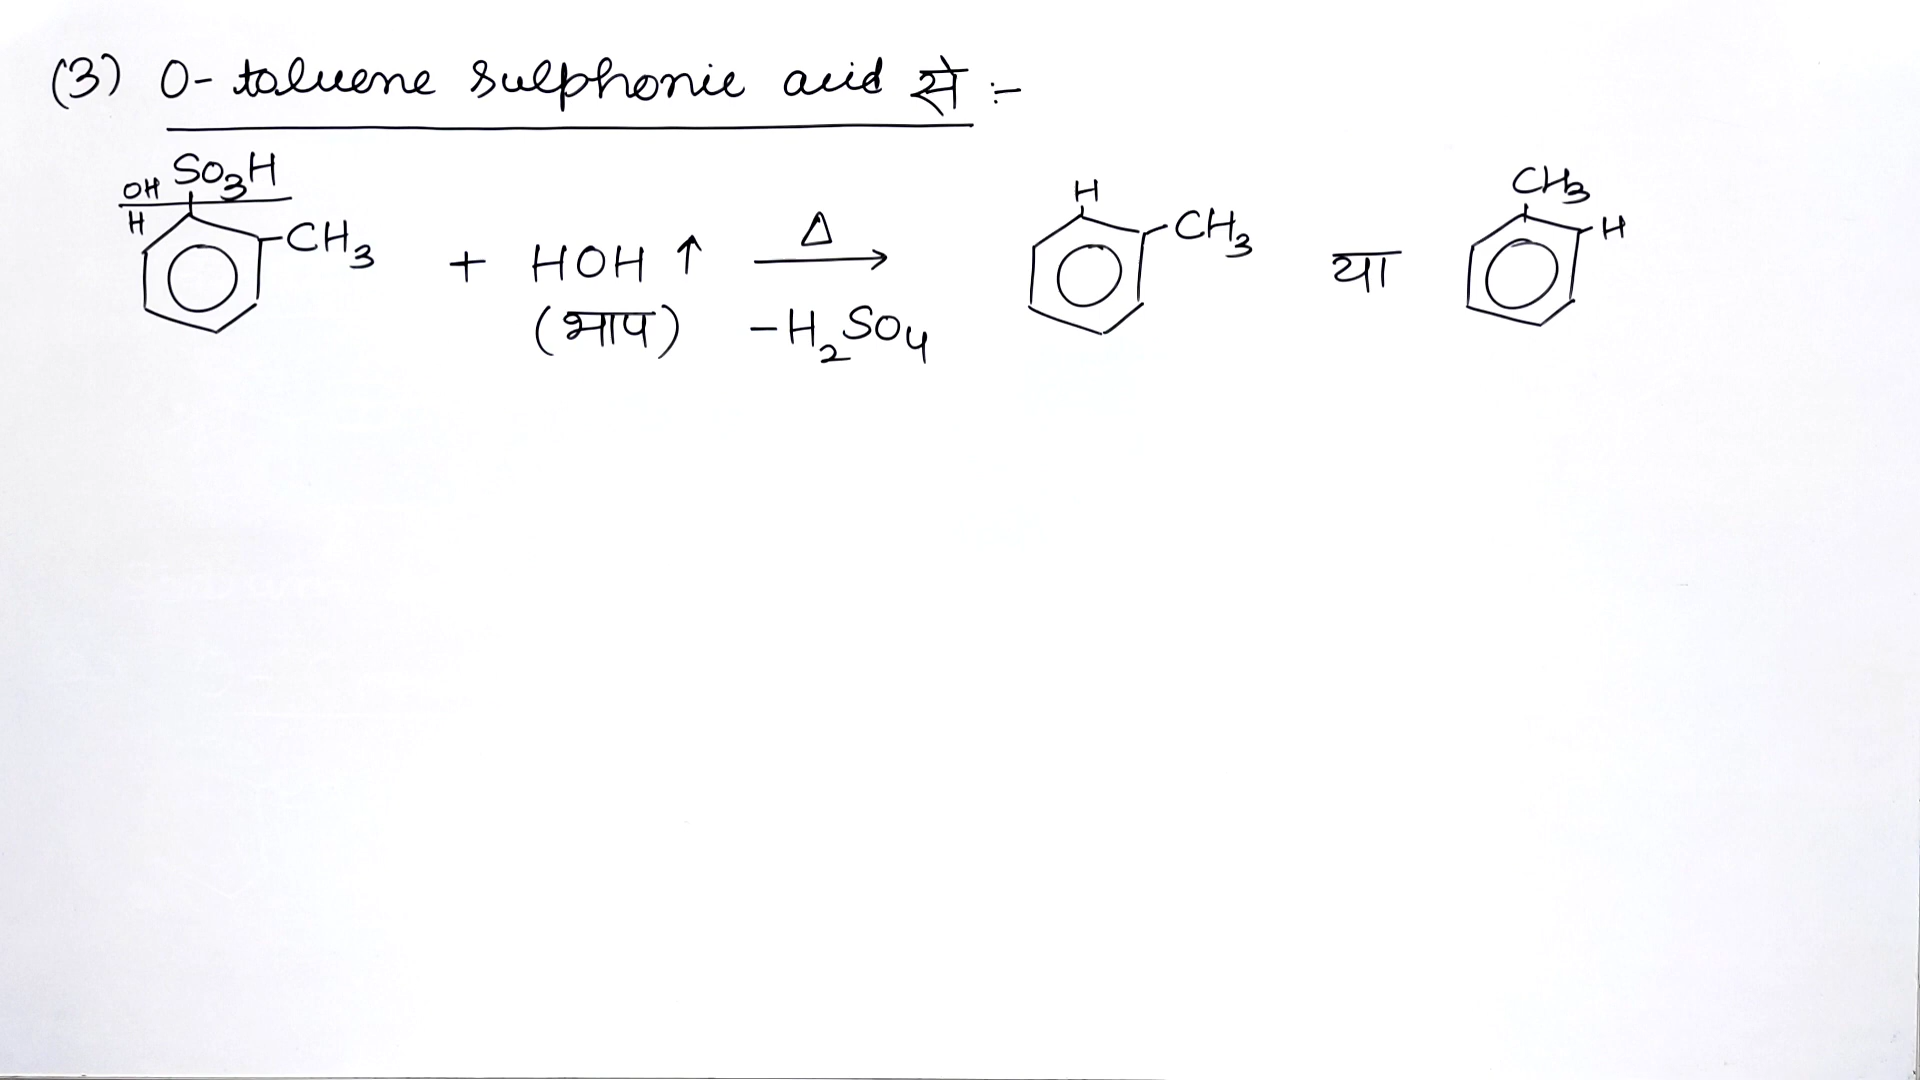 (3) O- toluene sulphonic acid से :-
OH SO₃H
H
CH₃ + HOH ↑ Δ → H CH₃ या CH₃ H
(भाप) -H₂SO₄